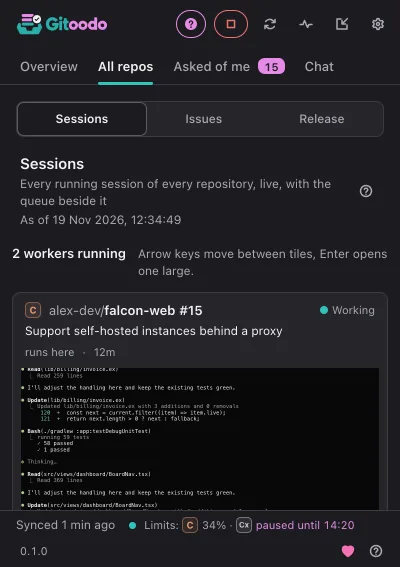 Gitoodo
Overview All repos Asked of me 15 Chat
Sessions Issues Release
Sessions
Every running session of every repository, live, with the
queue beside it
As of 19 Nov 2026, 12:34:49
2 workers running Arrow keys move between tiles, Enter opens
one large.
C alex-dev/falcon-web #15 Working
Support self-hosted instances behind a proxy
runs here · 12m
Read(lib/billing/invoice.ex)
Read 259 lines
I'll adjust the handling here and keep the existing tests green.
Update(lib/billing/invoice.ex)
Updated lib/billing/invoice.ex with 3 additions and 0 removals
120 + const next = current.filter((item) => item.live);
121 + return next.length > 0 ? next : fallback;
Bash(./gradlew :app:testDebugUnitTest)
running 59 tests
✓ 58 passed
✓ 1 passed
Thinking…
Read(src/views/dashboard/BoardNav.tsx)
Read 369 lines
I'll adjust the handling here and keep the existing tests green.
Update(src/views/dashboard/BoardNav.tsx)
Synced 1 min ago Limits: C 34% · Cx paused until 14:20
0.1.0